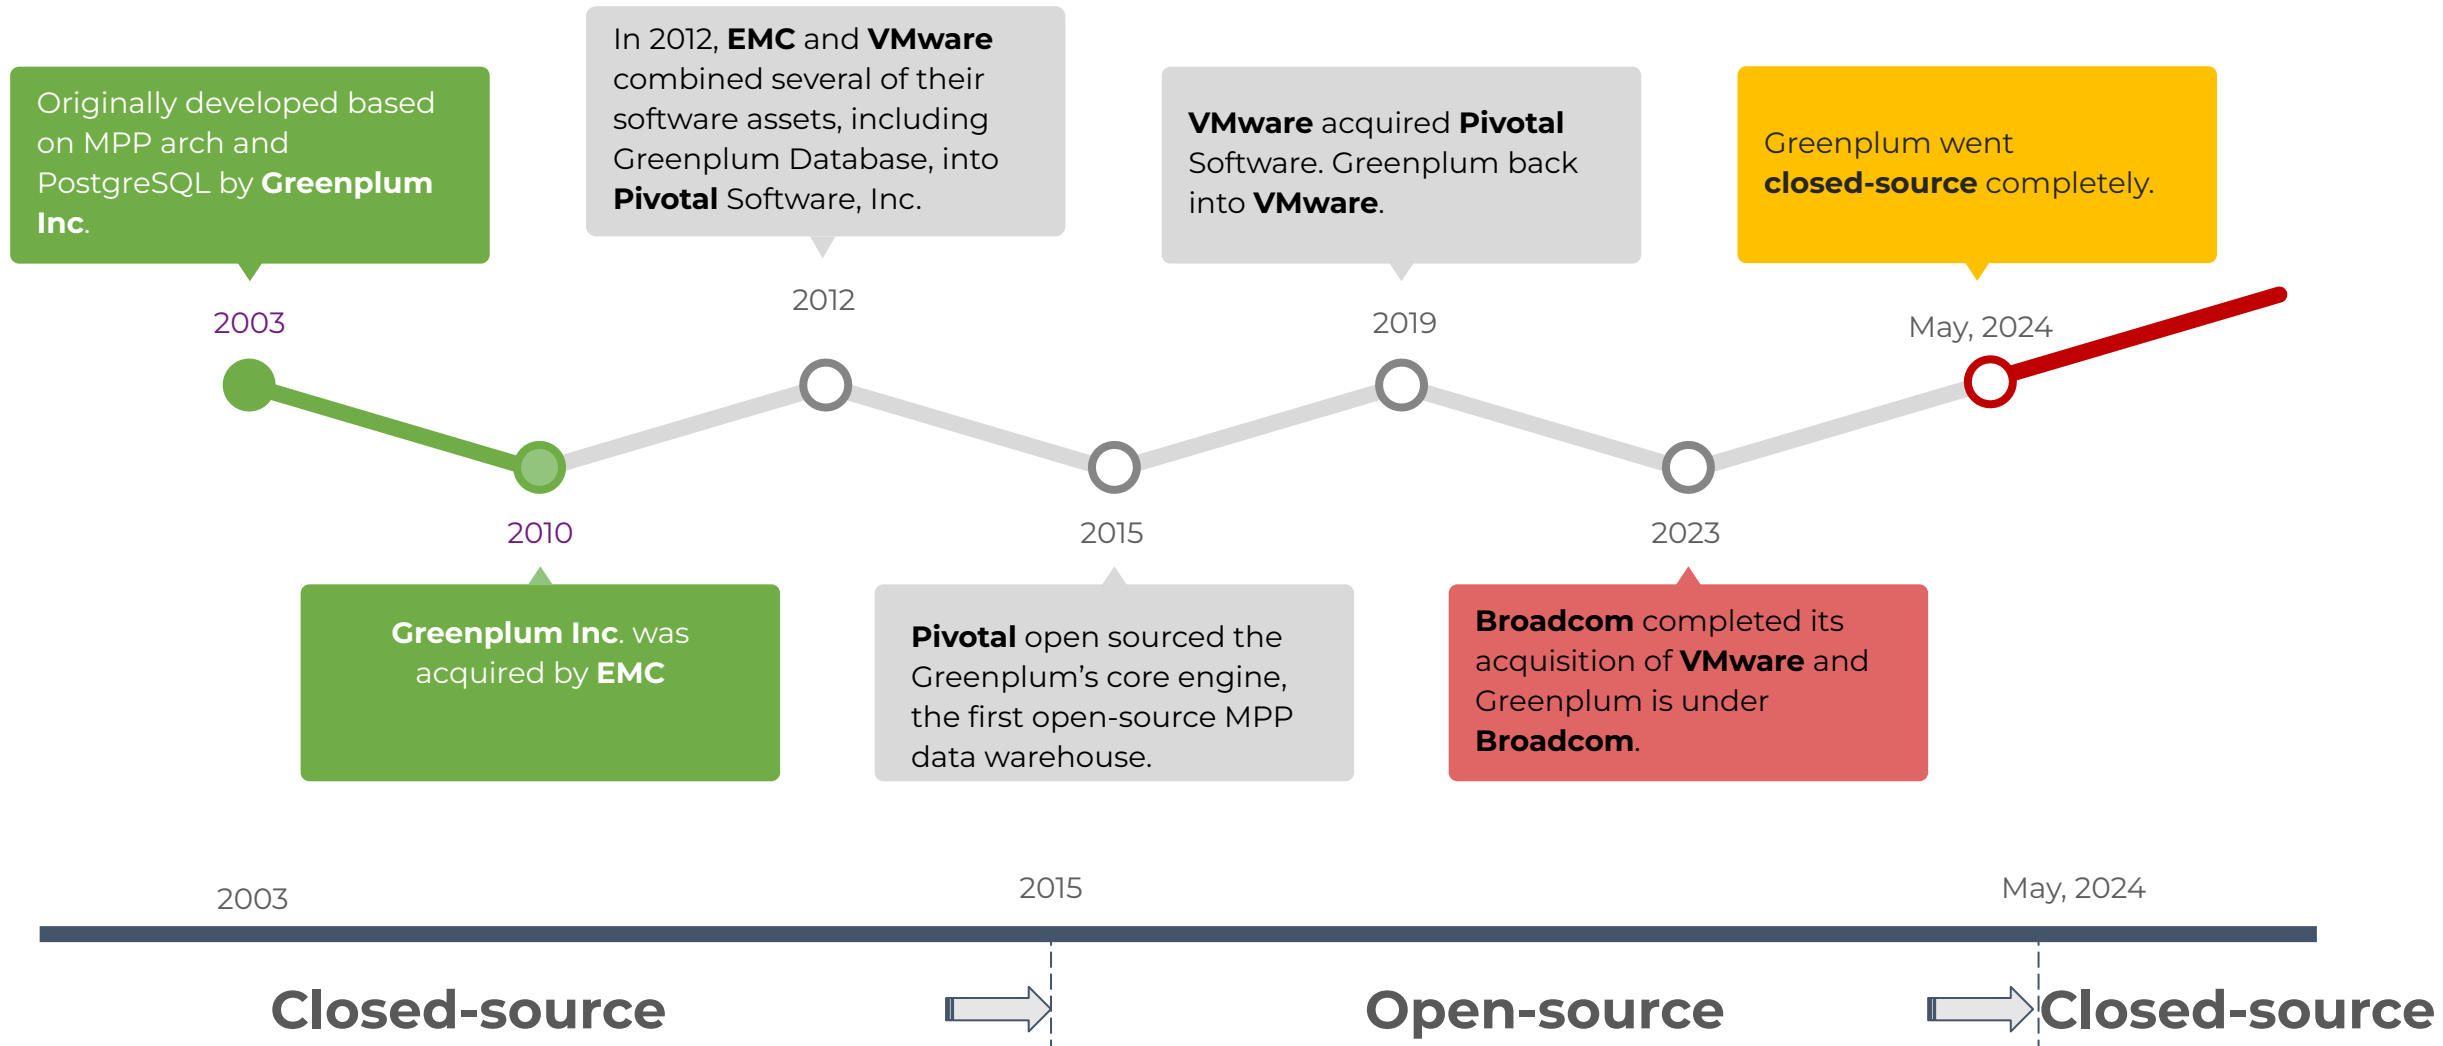 Originally developed based
on MPP arch and
PostgreSQL by Greenplum
Inc.
2003
Greenplum Inc. was
acquired by EMC
2010
In 2012, EMC and VMware
combined several of their
software assets, including
Greenplum Database, into
Pivotal Software, Inc.
2012
2015
Pivotal open sourced the
Greenplum's core engine,
the first open-source MPP
data warehouse.
VMware acquired Pivotal
Software. Greenplum back
into VMware.
2019
2023
Broadcom completed its
acquisition of VMware and
Greenplum is under
Broadcom.
Greenplum went
closed-source completely.
May, 2024
2003
2015
May, 2024
Closed-source
Open-source
Closed-source